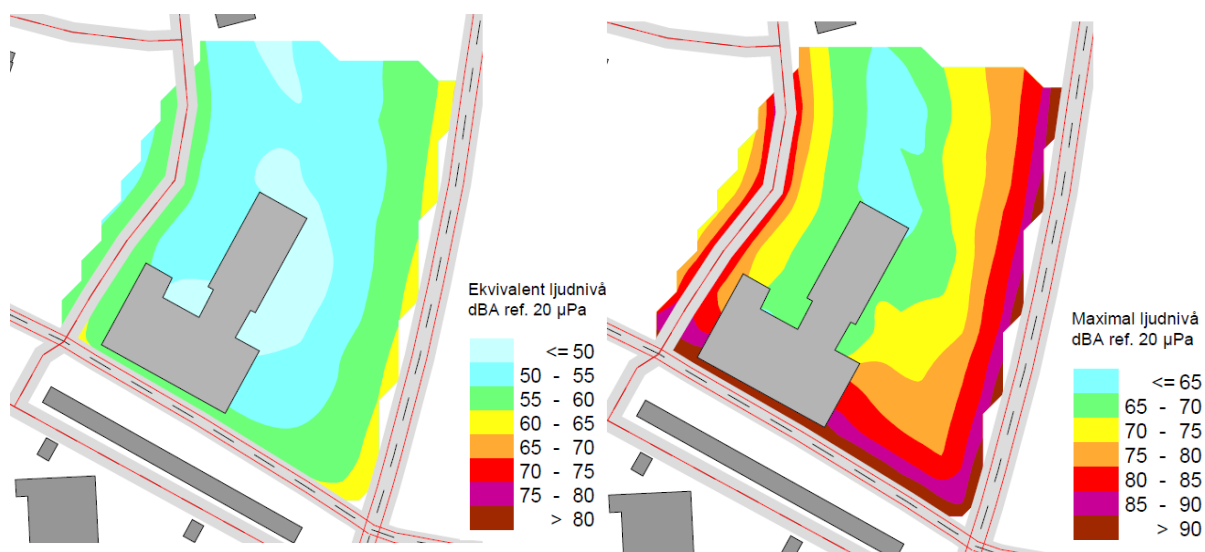 Ekvivalent ljudnivå
dBA ref. 20 µPa
<= 50
50 - 55
55 - 60
60 - 65
65 - 70
70 - 75
75 - 80
> 80
Maximal ljudnivå
dBA ref. 20 µPa
<= 65
65 - 70
70 - 75
75 - 80
80 - 85
85 - 90
> 90